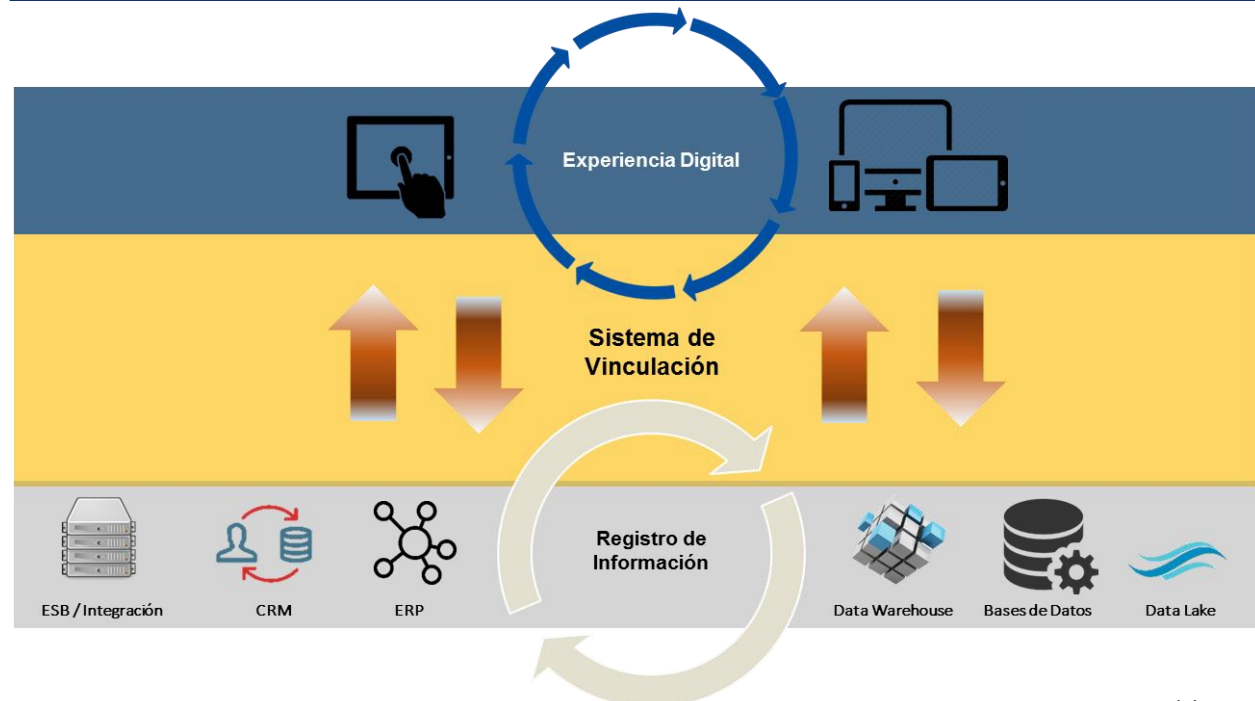 Experiencia Digital
Sistema de
Vinculación
Registro de
Información
ESB / Integración
CRM
ERP
Data Warehouse
Bases de Datos
Data Lake